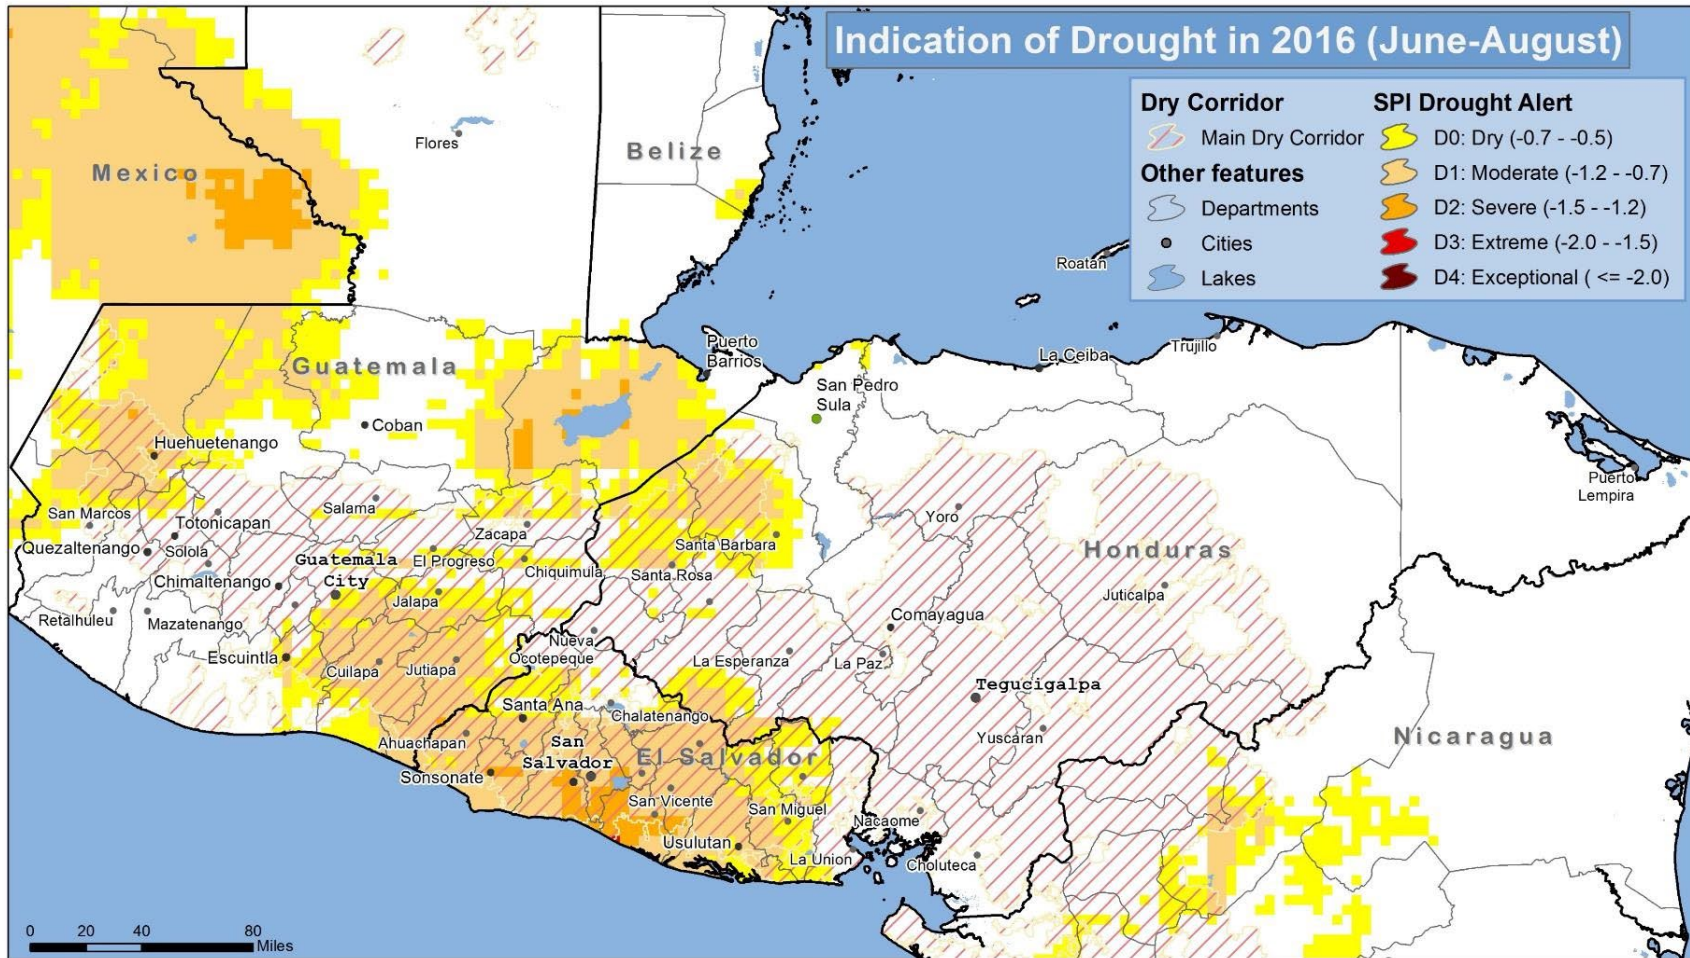 Indication of Drought in 2016 (June-August)
Dry Corridor
Main Dry Corridor
Other features
Departments
Cities
Lakes
SPI Drought Alert
D0: Dry (-0.7 - -0.5)
D1: Moderate (-1.2 - -0.7)
D2: Severe (-1.5 - -1.2)
D3: Extreme (-2.0 - -1.5)
D4: Exceptional ( <= -2.0)
Mexico
Flores
Belize
Roatan
Guatemala
Puerto
Barrios
La Ceiba
Trujillo
San Pedro
Sula
Coban
Huehuetenango
Puerto
Lempira
San Marcos
Totonicapan
Salama
Zacapa
Yoro
Quezaltenango
Solola
Guatemala
City
El Progreso
Chiquimula
Santa Barbara
Santa Rosa
Honduras
Chimaltenango
Jalapa
Juticalpa
Retalhuleu
Mazatenango
Comayagua
Escuintla
Cuilapa
Jutiapa
Nueva
Ocotepeque
La Esperanza
La Paz
Tegucigalpa
Santa Ana
Chalatenango
Yuscaran
Nicaragua
Ahuachapan
San
Salvador
El Salvador
Sonsonate
San Vicente
San Miguel
Nacaome
Usulutan
La Union
Choluteca
0 20 40 80
Miles